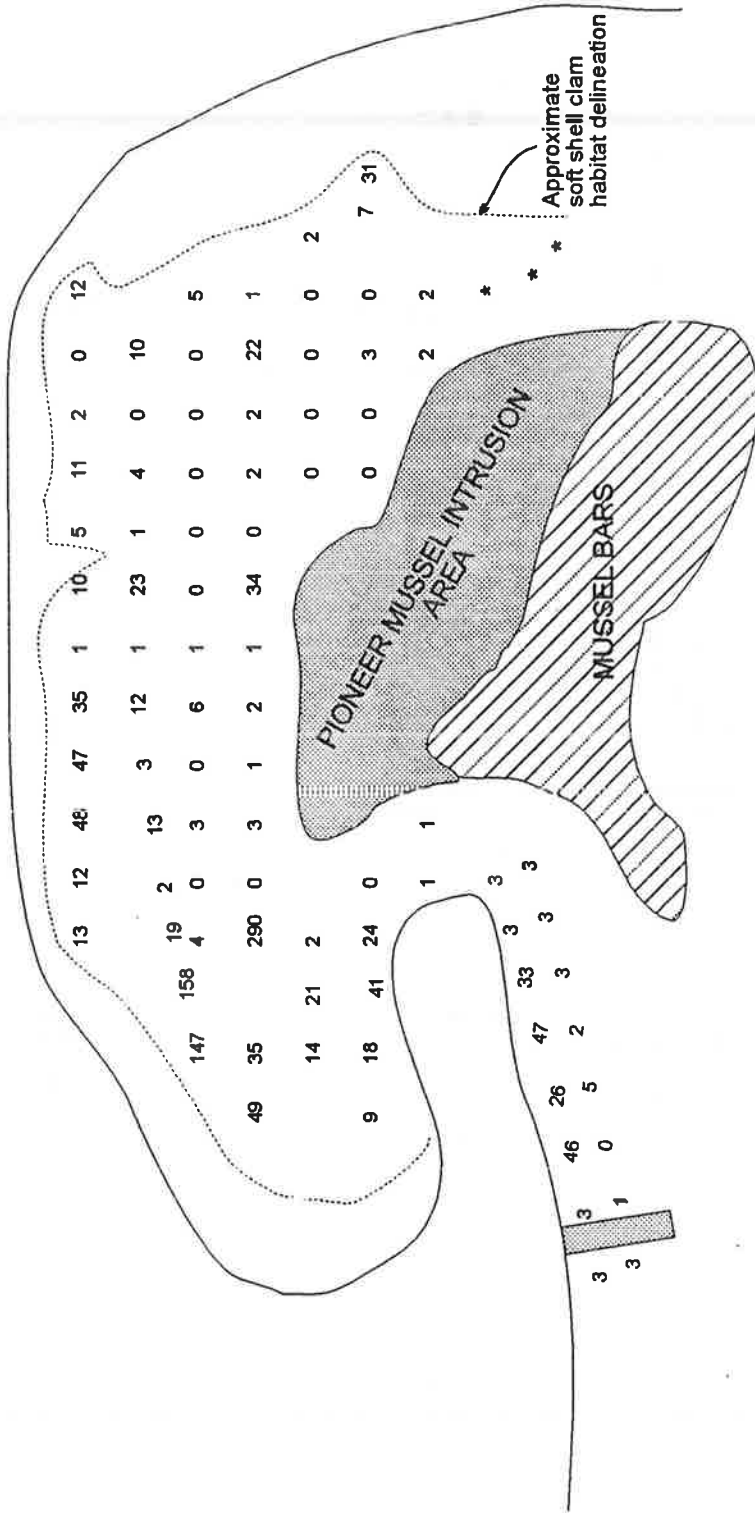 13 12 48 47 35 1 10 5 11 2 0 12
158 19 2 13 3 12 1 23 1 4 0 10
147 4 0 3 0 6 1 0 0 0 0 0 5
49 35 290 0 3 1 2 1 34 0 2 2 22 1
14 21 2 0 0 0 0 2
9 18 41 24 0 0 0 3 0 7 31
2
1 1 2 2
PIONEER MUSSEL INTRUSION
AREA
* * *
Approximate
soft shell clam
habitat delineation
3 3 46 26 47 33 3 3
3 1 0 5 2 3 3 3
MUSSEL BARS